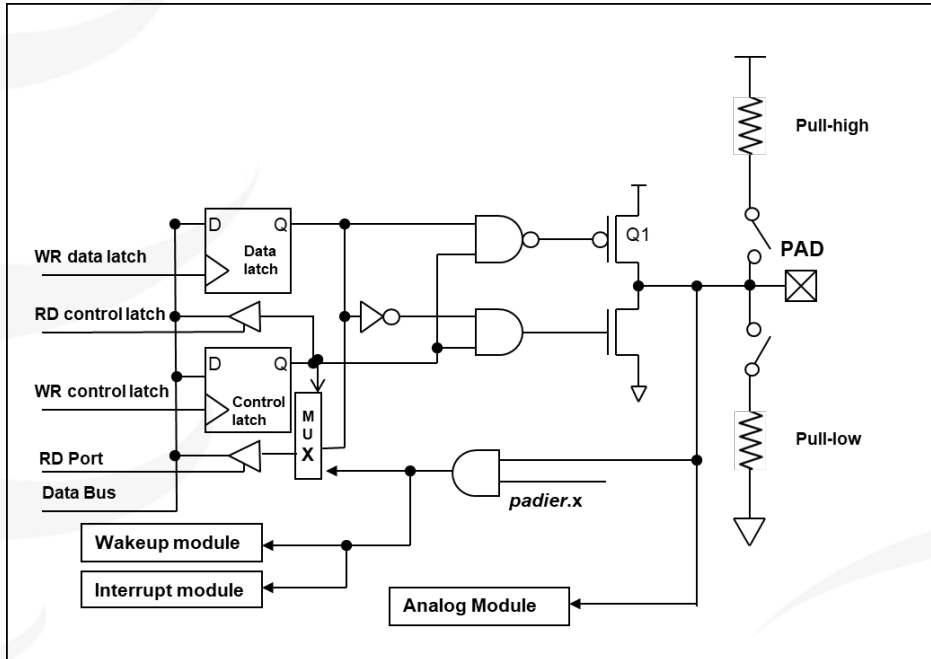 Pull-high
Q1
D
Q
Data
latch
WR data latch
PAD
RD control latch
D
Q
WR control latch
Control
latch
M
U
X
Pull-low
RD Port
padier.x
Data Bus
Wakeup module
Interrupt module
Analog Module